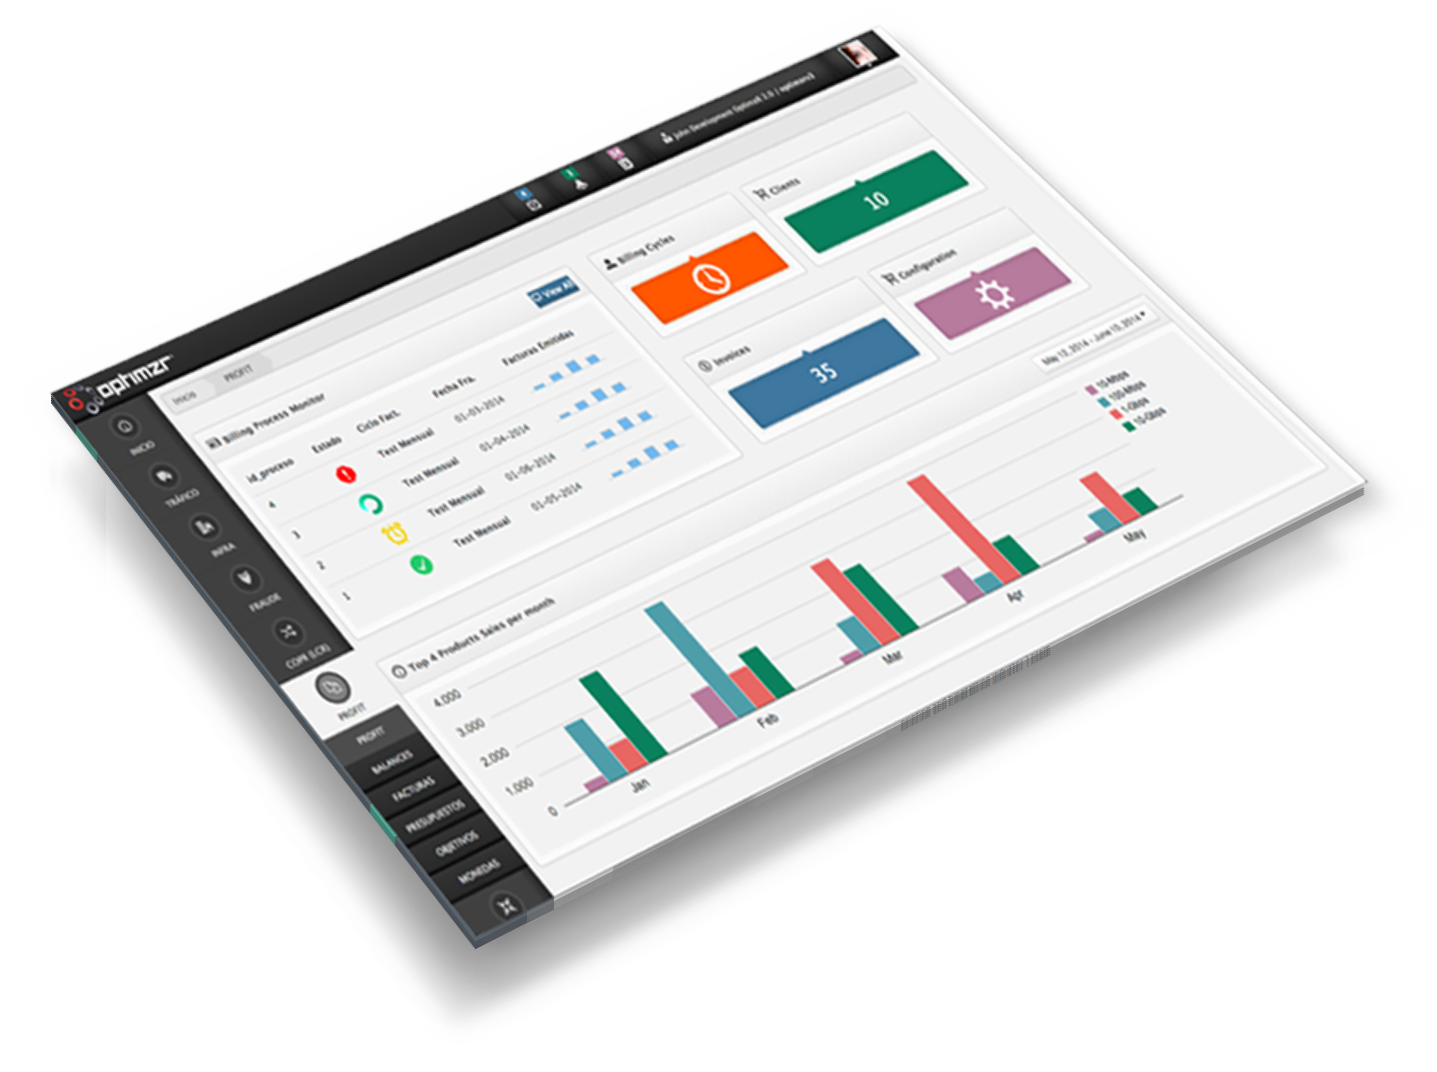 ophmzr
John Development OptimzR 2.0 / optimzrv3
INICIO
TRÁFICO
INFRA
FRAUDE
COPR (LCR)
PROFIT
PROFIT
BALANCES
FACTURAS
PRESUPUESTOS
OBJETIVOS
MONEDAS
Inicio
PROFIT
Billing Process Monitor
View All
id_proceso Estado Ciclo Fact. Fecha Fra. Facturas Emitidas
4 Test Mensual 01-03-2014
3 Test Mensual 01-04-2014
2 Test Mensual 01-06-2014
1 Test Mensual 01-05-2014
Billing Cycles
Clients
10
Invoices
35
Configuration
May 12, 2014 - June 10, 2014
Top 4 Products Sales per month
10-Mbps
100-Mbps
1-Gbps
10-Gbps
4.000
3.000
2.000
1.000
0
Jan Feb Mar Apr May